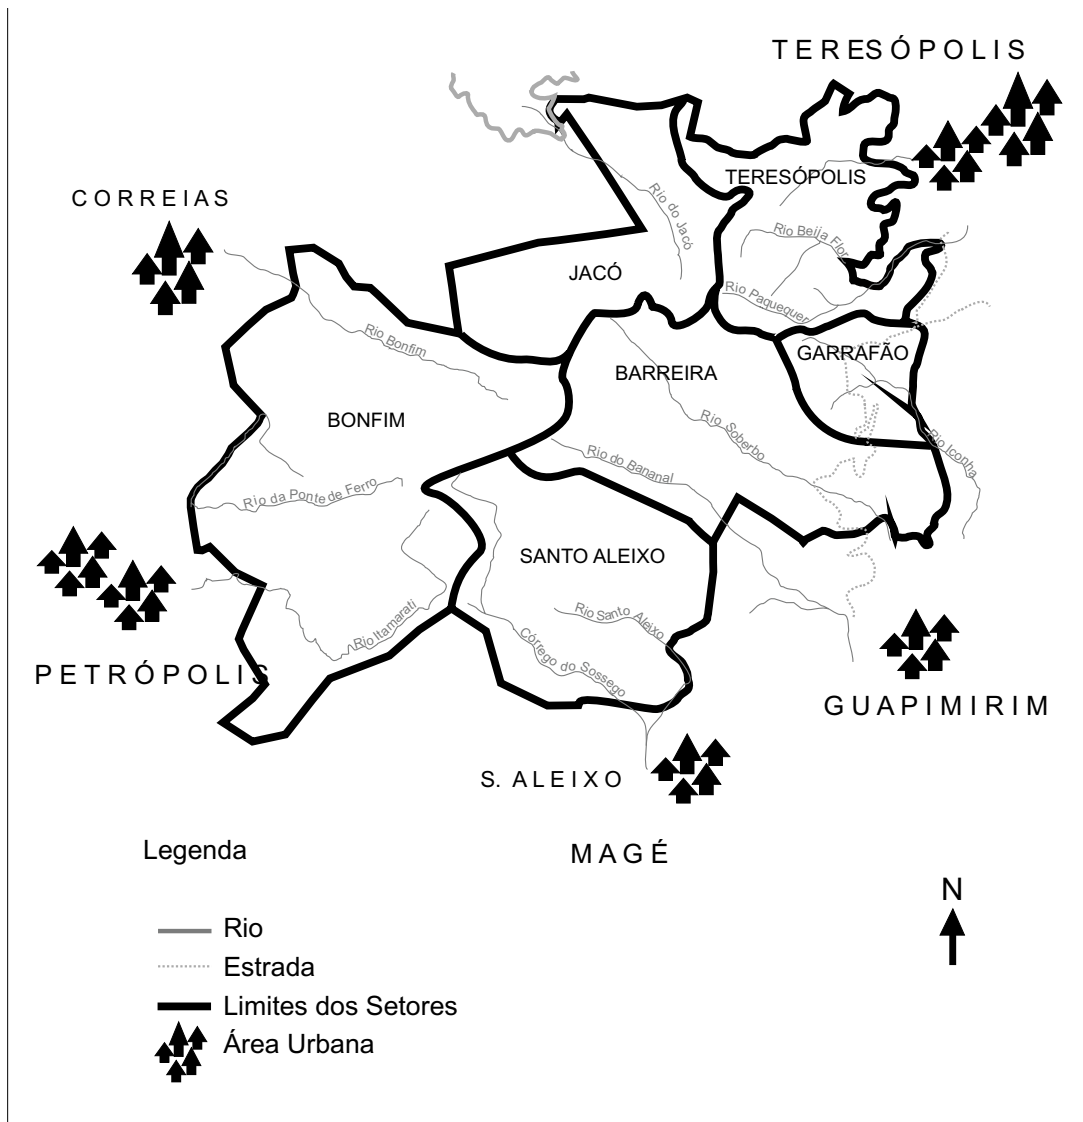 TERESÓPOLIS
CORREIAS
TERESÓPOLIS
Rio do Jacó
Rio Beija Flor
JACÓ
Rio Paquequer
Rio Bonfim
GARRAFÃO
BARREIRA
BONFIM
Rio Soberbo
Rio Iconha
Rio do Bananal
Rio da Ponte de Ferro
SANTO ALEIXO
Rio Santo Aleixo
Rio Itamarati
Córrego do Sossego
PETRÓPOLIS
GUAPIMIRIM
S. ALEIXO
MAGÉ
Legenda
N
Rio
Estrada
Limites dos Setores
Área Urbana